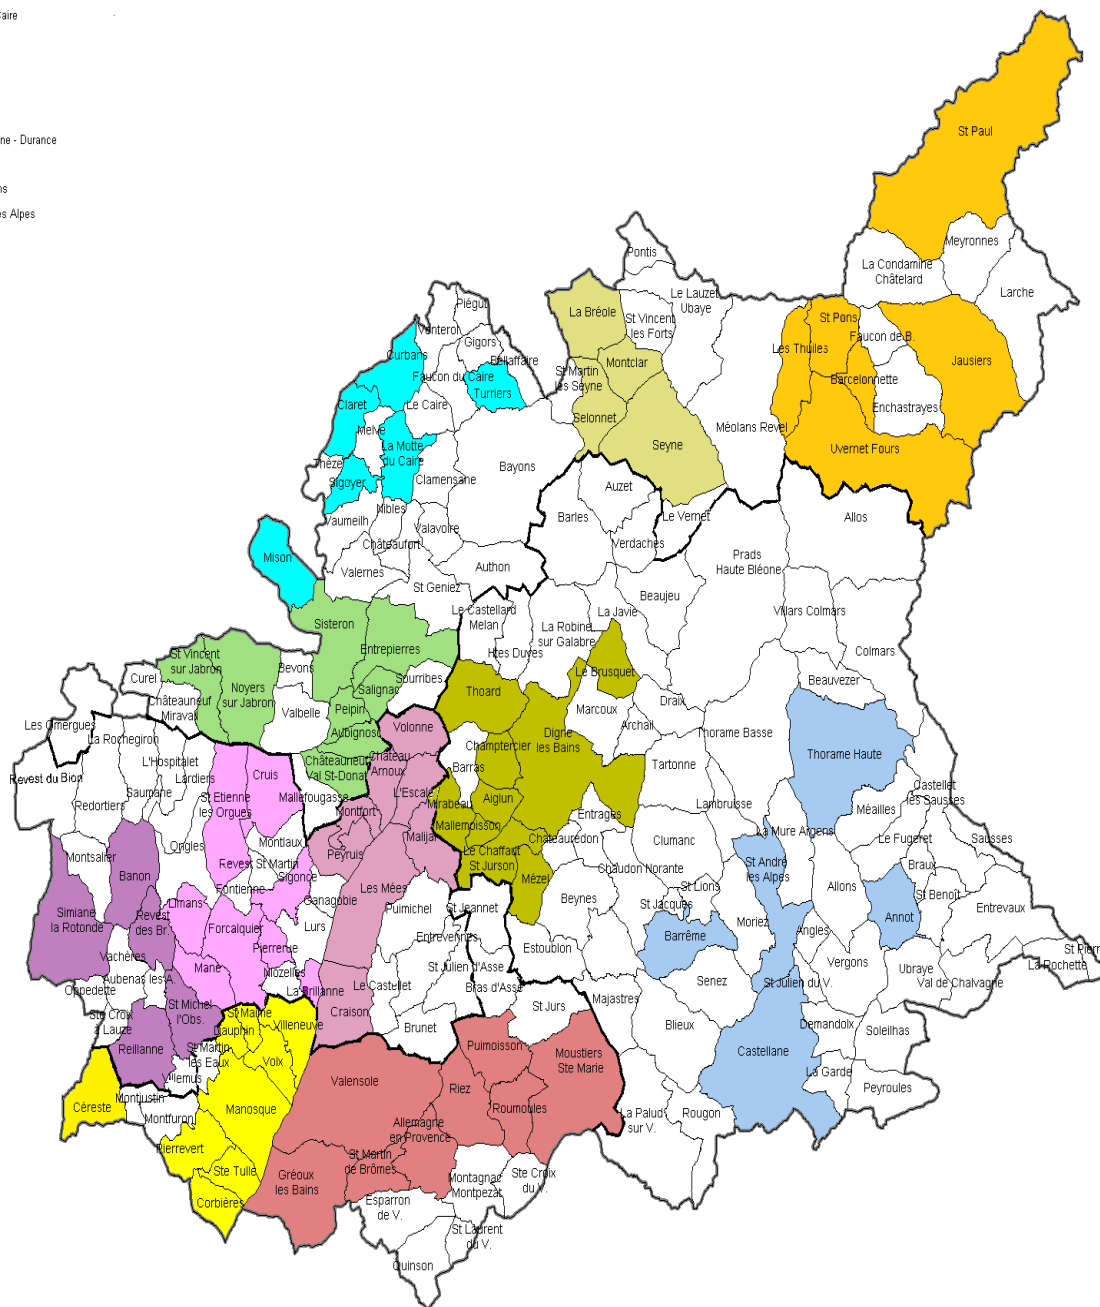 Caire
ne - Durance
ns
es Alpes
St Paul
Meyronnes
La Condamine
Châtelard
Larche
Pontis
Le Lauzet
Ubaye
La Bréole
St Vincent
les Forts
St Pons
Faucon de B.
Les Thuiles
Jausiers
Barcelonnette
Enchastrayes
Uvernet Fours
Méolans Revel
Montclar
St Martin
les Seyne
Selonnet
Seyne
Piégut
Venterol
Gigors
Bellaffaire
Curbans
Faucon du Caire
Turriers
Claret
Le Caire
Melve
La Motte
du Caire
Thèze
Sigoyer
Clamensane
Bayons
Nibles
Vaumeilh
Valavoire
Châteaufort
Valernes
Authon
St Geniez
Mison
Auzet
Barles
Le Vernet
Verdaches
Allos
Prads
Haute Bléone
Beaujeu
Villars Colmars
Colmars
La Javie
La Robine
sur Galabre
Le Castellard
Melan
Htes Duyes
Sisteron
Entrepierres
St Vincent
sur Jabron
Bevons
Curel
Noyers
sur Jabron
Châteauneuf
Miraval
Valbelle
Salignac
Sourribes
Peipin
Aubignosc
Châteauneuf
Val St-Donat
Volonne
Château
Arnoux
L'Escale
Thoard
Le Brusquet
Marcoux
Digne
les Bains
Champtercier
Barras
Archail
Draix
Beauvezer
Thorame Basse
Thorame Haute
Tartonne
Aiglun
Mirabeau
Mallemoisson
Entrages
Châteauredon
Le Chaffaut
St Jurson
Mézel
Malijai
Les Omergues
La Rochegiron
Revest du Bion
L'Hospitalet
Lardiers
Saumane
Redortiers
St Etienne
les Orgues
Cruis
Mallefougasse
Montlaux
Ongles
Montsalier
Banon
Revest
St Martin
Fontienne
Sigonce
Montfort
Peyruis
Les Mées
Ganagobie
Lurs
Limans
Simiane
la Rotonde
Revest
des Br.
Forcalquier
Pierrerue
Vachères
Mane
Niozelles
Aubenas les A.
Oppedette
La Brillanne
St Michel
l'Obs.
Ste Croix
à Lauze
Reillanne
St Maime
Dauphin
Villeneuve
St Martin
les Eaux
Volx
Villemus
Céreste
Montjustin
Montfuron
Manosque
Pierrevert
Ste Tulle
Corbières
Puimichel
St Jeannet
Entrevennes
St Julien d'Asse
Bras d'Asse
Le Castellet
Craison
Brunet
Estoublon
Beynes
Chaudon Norante
Clumanc
Lambruisse
La Mure Argens
St André
les Alpes
St Lions
St Jacques
Barrême
Moriez
Senez
Majastres
Blieux
Angles
Allons
Vergons
St Julien du V.
Castellane
Demandolx
La Garde
Soleilhas
Peyroules
Méailles
Castellet
les Sausses
Sausses
Le Fugeret
Braux
St Benoît
Annot
Entrevaux
Ubraye
Val de Chalvagne
St Pierr
La Rochette
St Jurs
Puimoisson
Moustiers
Ste Marie
Valensole
Riez
Roumoules
Allemagne
en Provence
St Martin
de Brômes
Gréoux
les Bains
Montagnac
Montpezat
Ste Croix
du V.
Esparron
de V.
St Laurent
du V.
Quinson
La Palud
sur V.
Rougon